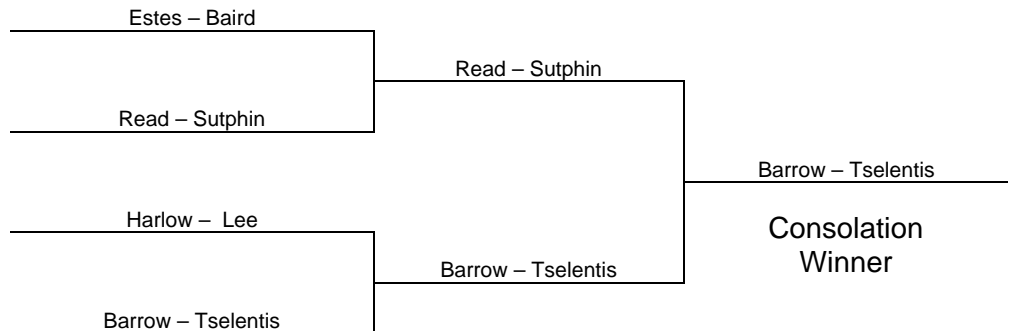 Estes – Baird
Read – Sutphin
Read – Sutphin
Barrow – Tselentis
Harlow – Lee
Consolation
Winner
Barrow – Tselentis
Barrow – Tselentis